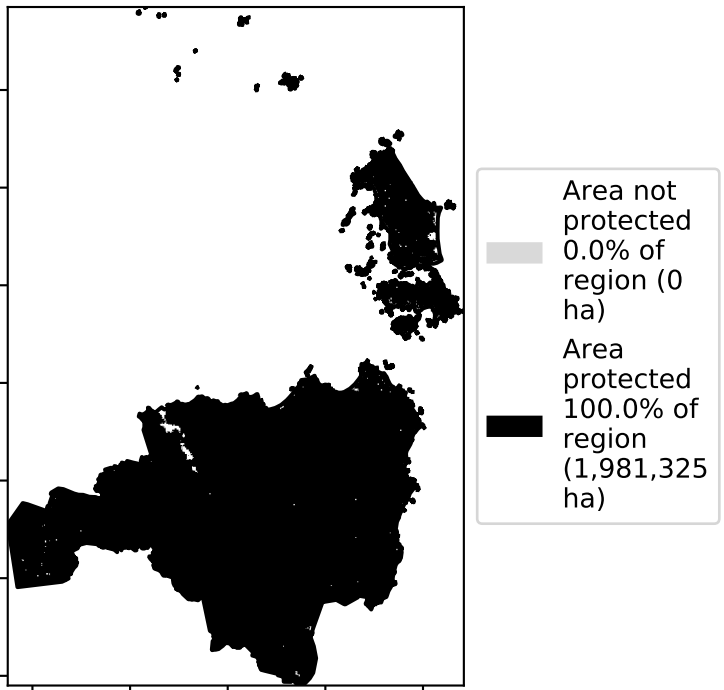 Area not
protected
0.0% of
region (0
ha)
Area
protected
100.0% of
region
(1,981,325
ha)